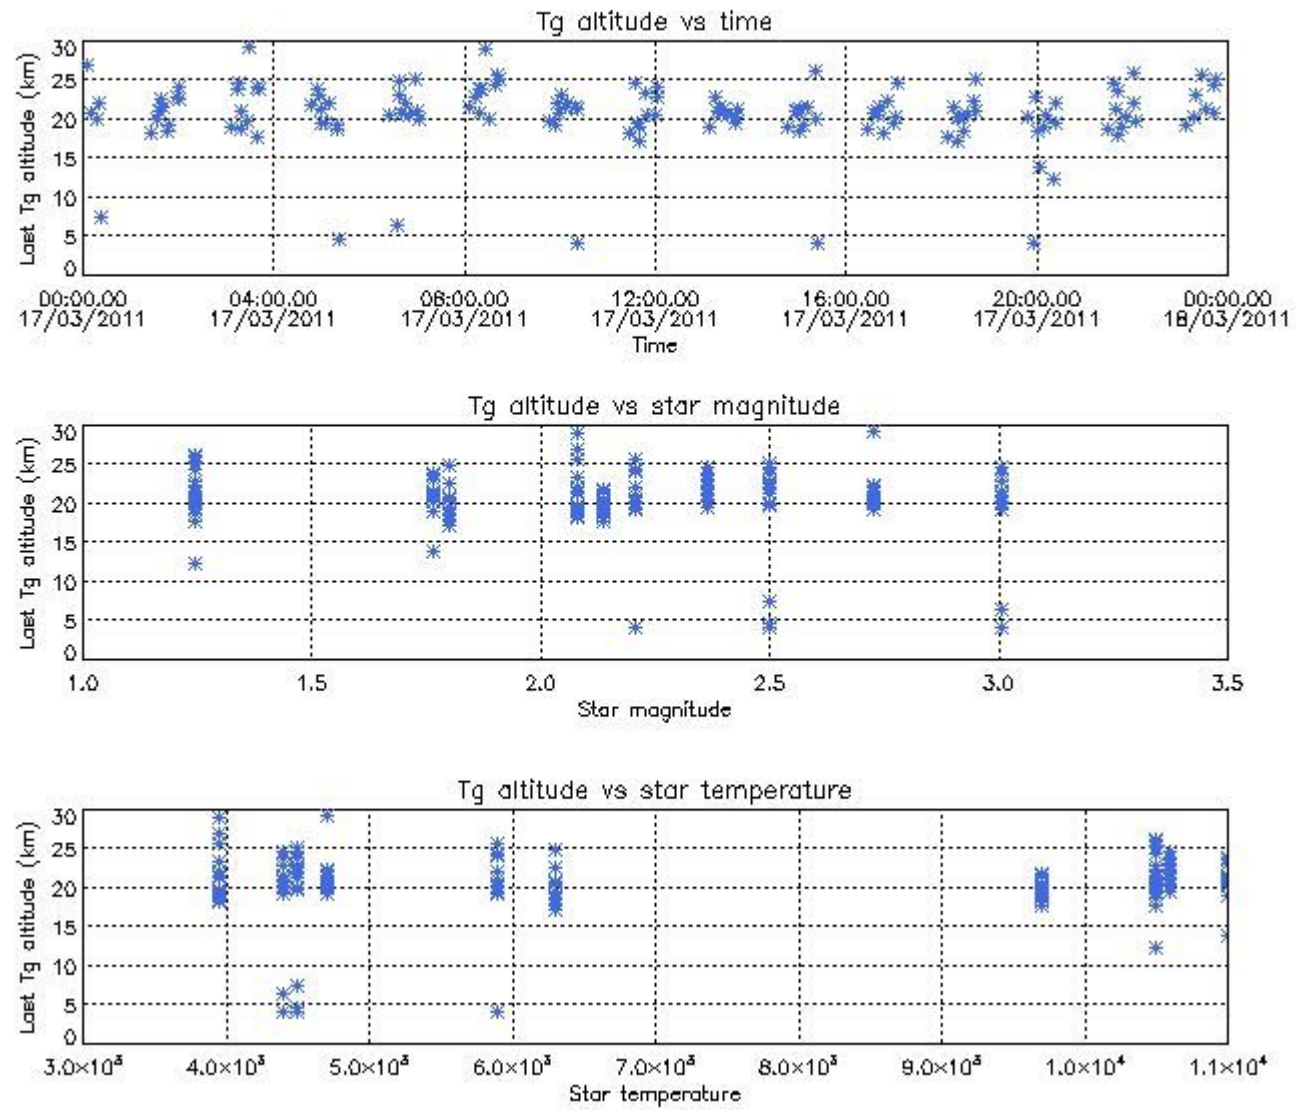 Tg altitude vs time
Last Tg altitude (km)
30
25
20
15
10
5
0
00:00.00 04:00.00 08:00.00 12:00.00 16:00.00 20:00.00 00:00.00
17/03/2011 17/03/2011 17/03/2011 17/03/2011 17/03/2011 17/03/2011 /03/2011
Time
Tg altitude vs star magnitude
Last Tg altitude (km)
30
25
20
15
10
5
0
1.0 1.5 2.0 2.5 3.0 3.5
Star magnitude
Tg altitude vs star temperature
Last Tg altitude (km)
30
25
20
15
10
5
0
3.0×10³ 4.0×10³ 5.0×10³ 6.0×10³ 7.0×10³ 8.0×10³ 9.0×10³ 1.0×10⁴ 1.1×10⁴
Star temperature